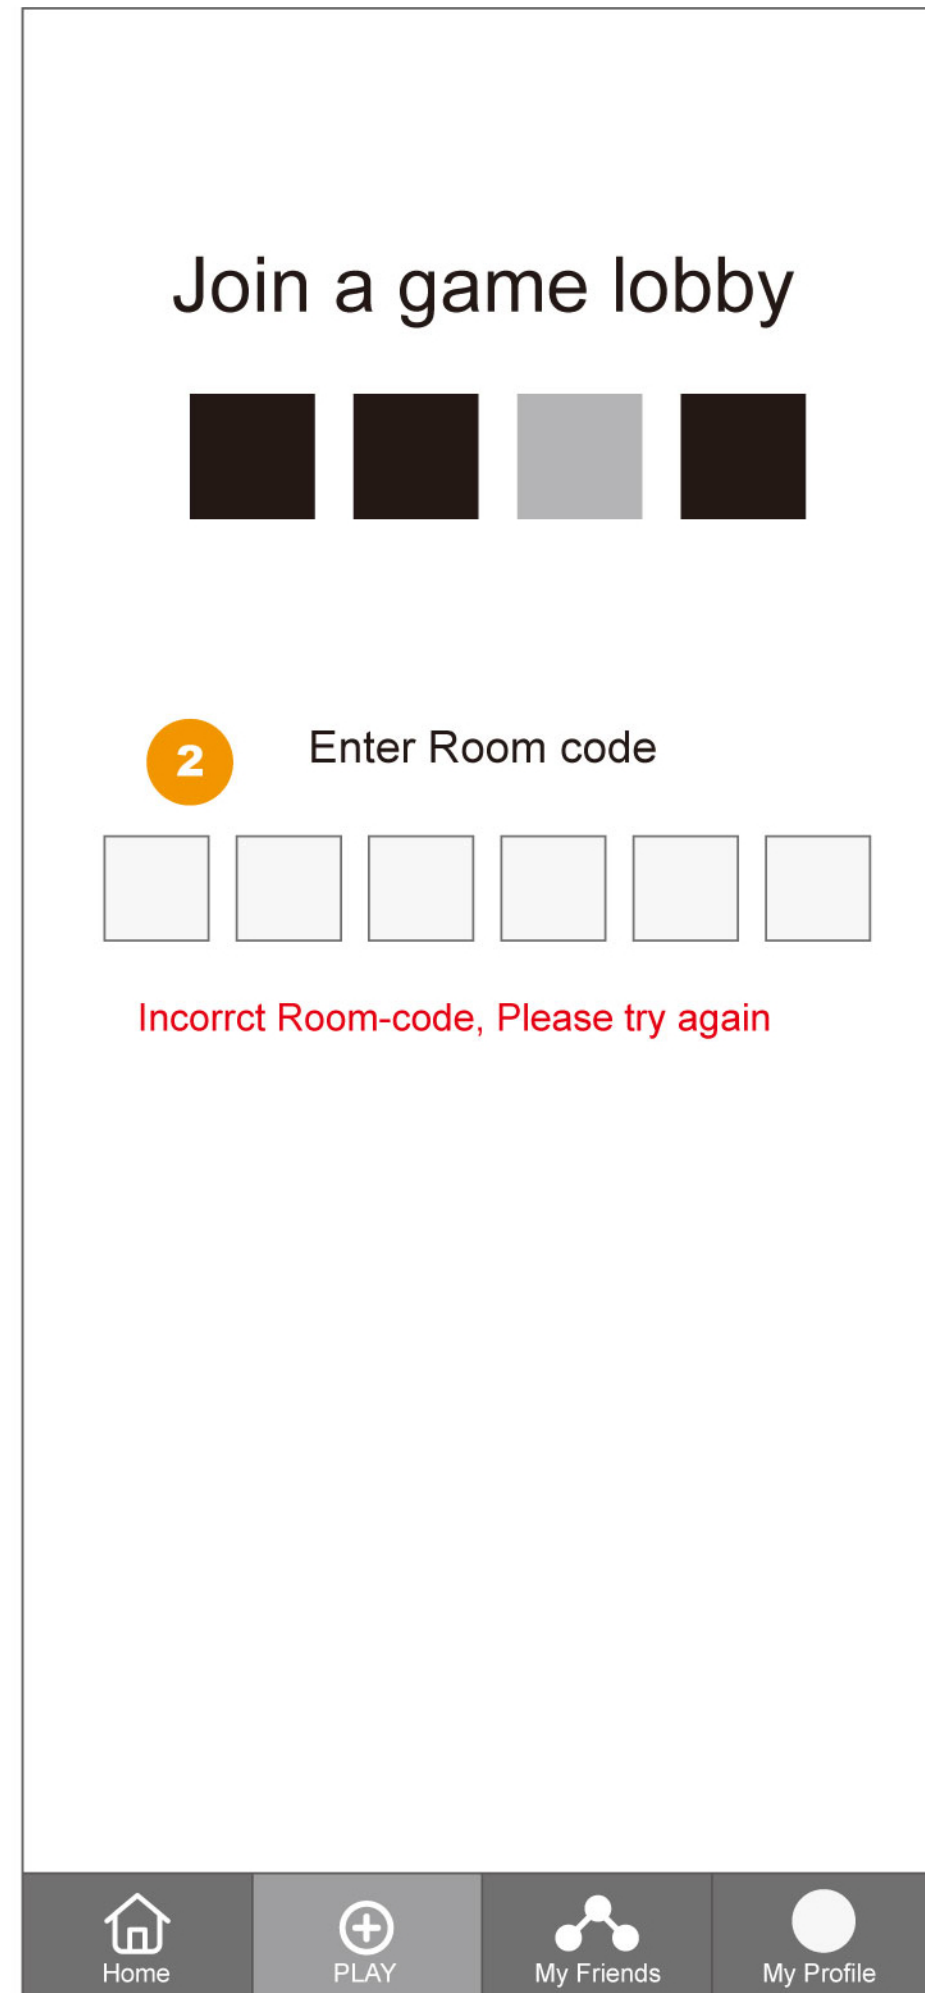 Join a game lobby
2 Enter Room code
Incorrct Room-code, Please try again
Home PLAY My Friends My Profile